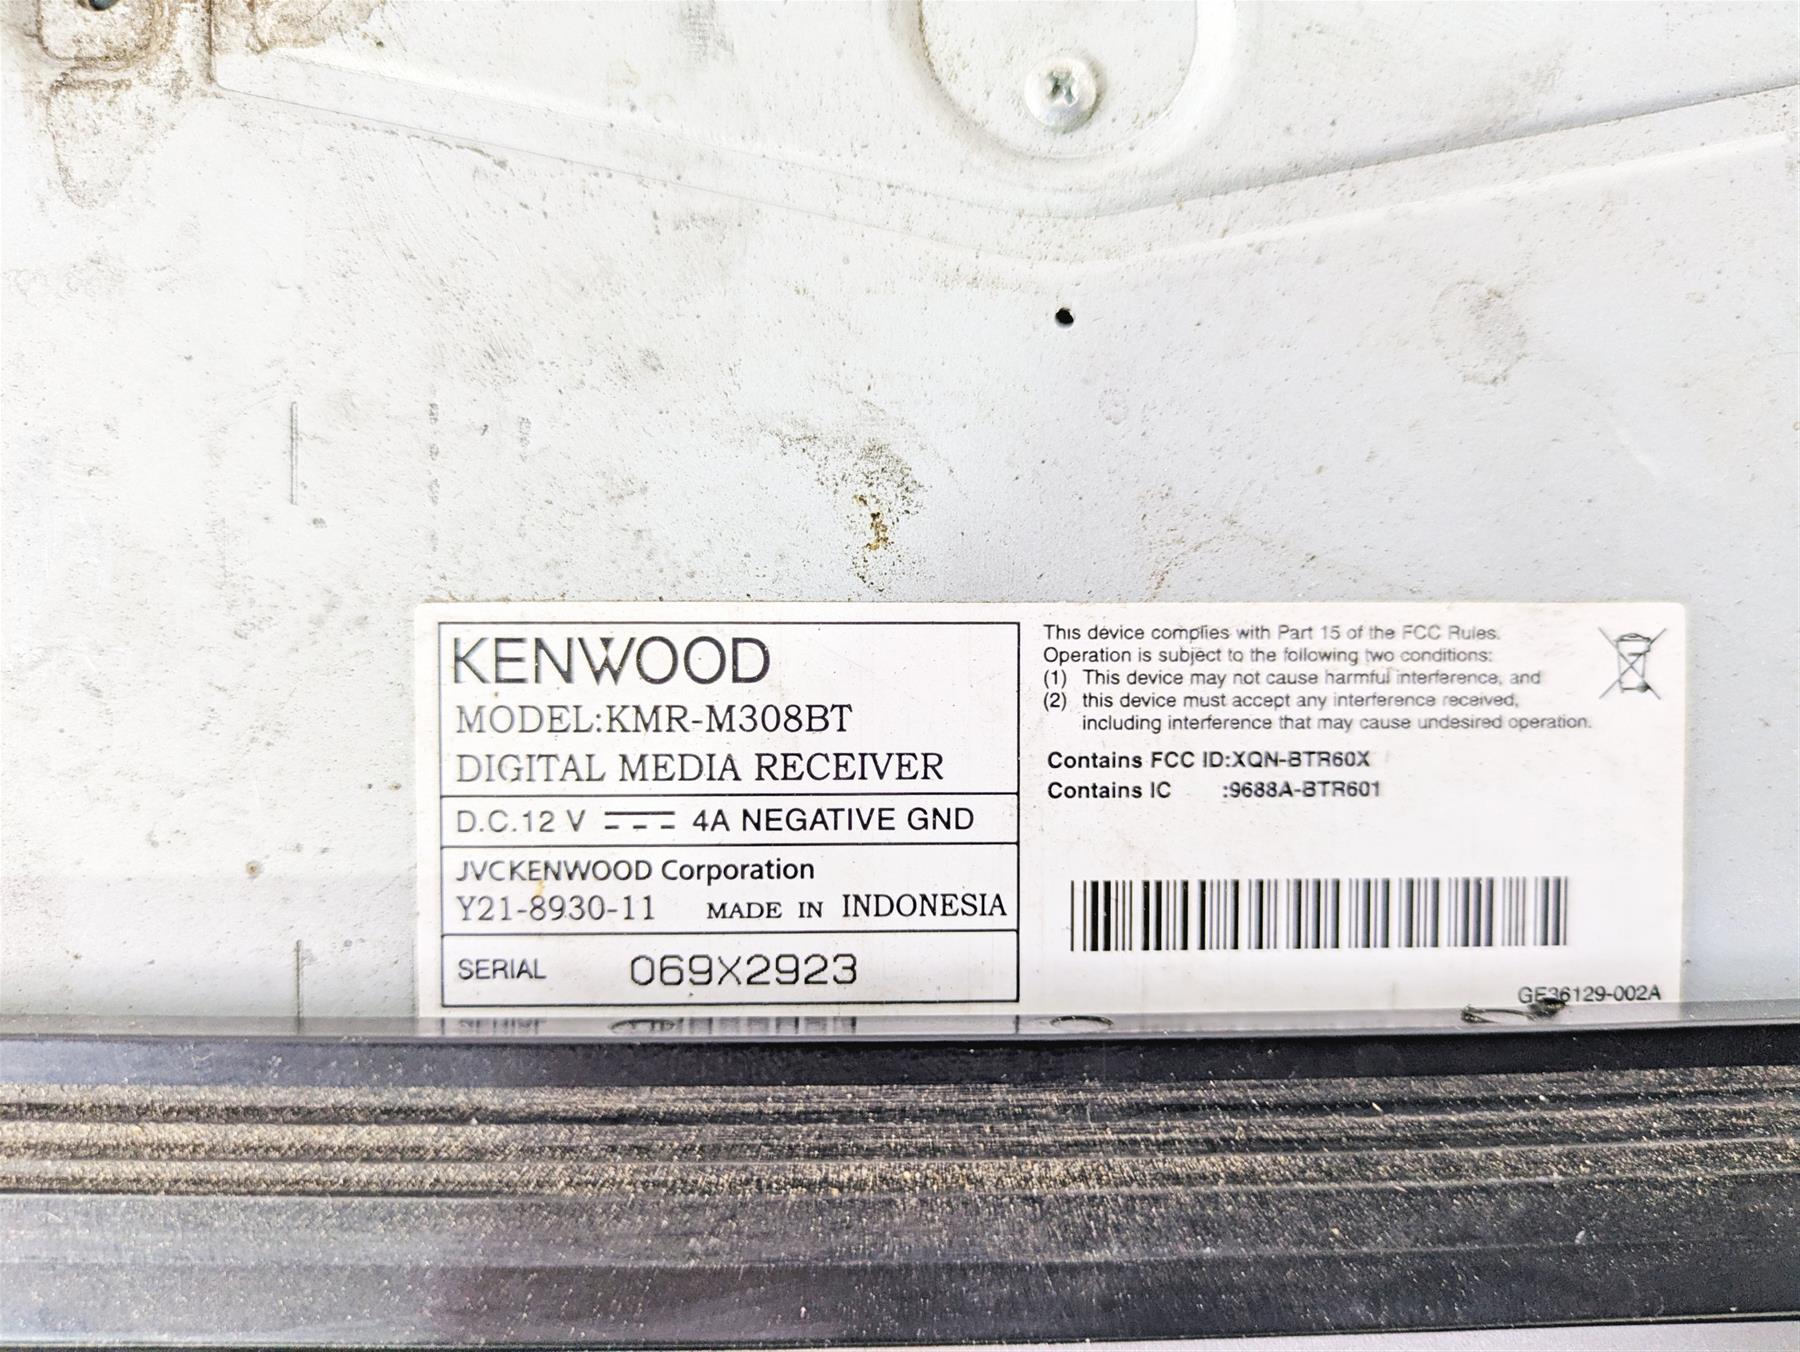 KENWOOD
MODEL:KMR-M308BT
DIGITAL MEDIA RECEIVER
D.C.12 V 4A NEGATIVE GND
JVCKENWOOD Corporation
Y21-8930-11 MADE IN INDONESIA
SERIAL 069X2923
This device complies with Part 15 of the FCC Rules.
Operation is subject to the following two conditions:
(1) This device may not cause harmful interference, and
(2) this device must accept any interference received,
including interference that may cause undesired operation.
Contains FCC ID:XQN-BTR60X
Contains IC :9688A-BTR601
GE36129-002A